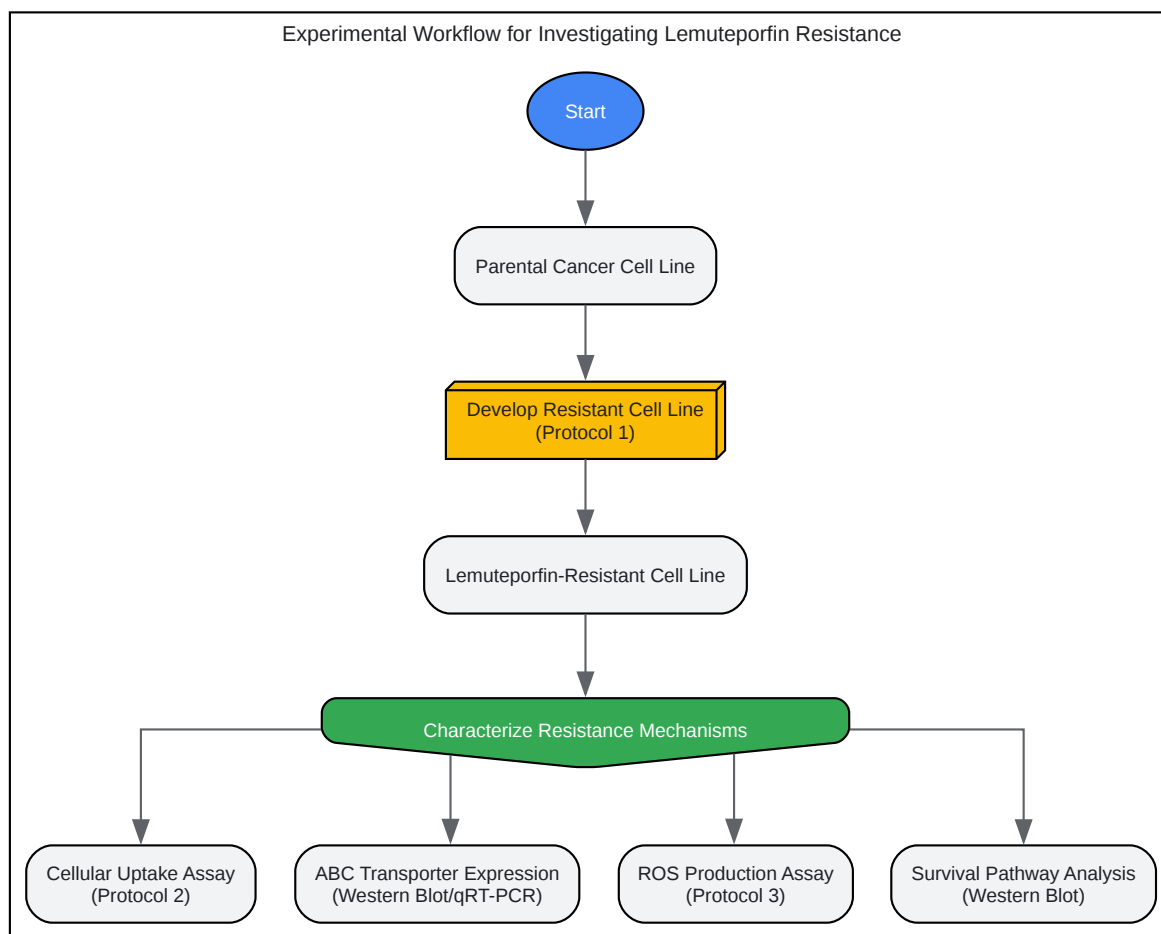 Experimental Workflow for Investigating Lemuteporfin Resistance
Start
Parental Cancer Cell Line
Develop Resistant Cell Line
(Protocol 1)
Lemuteporfin-Resistant Cell Line
Characterize Resistance Mechanisms
Cellular Uptake Assay
(Protocol 2)
ABC Transporter Expression
(Western Blot/qRT-PCR)
ROS Production Assay
(Protocol 3)
Survival Pathway Analysis
(Western Blot)